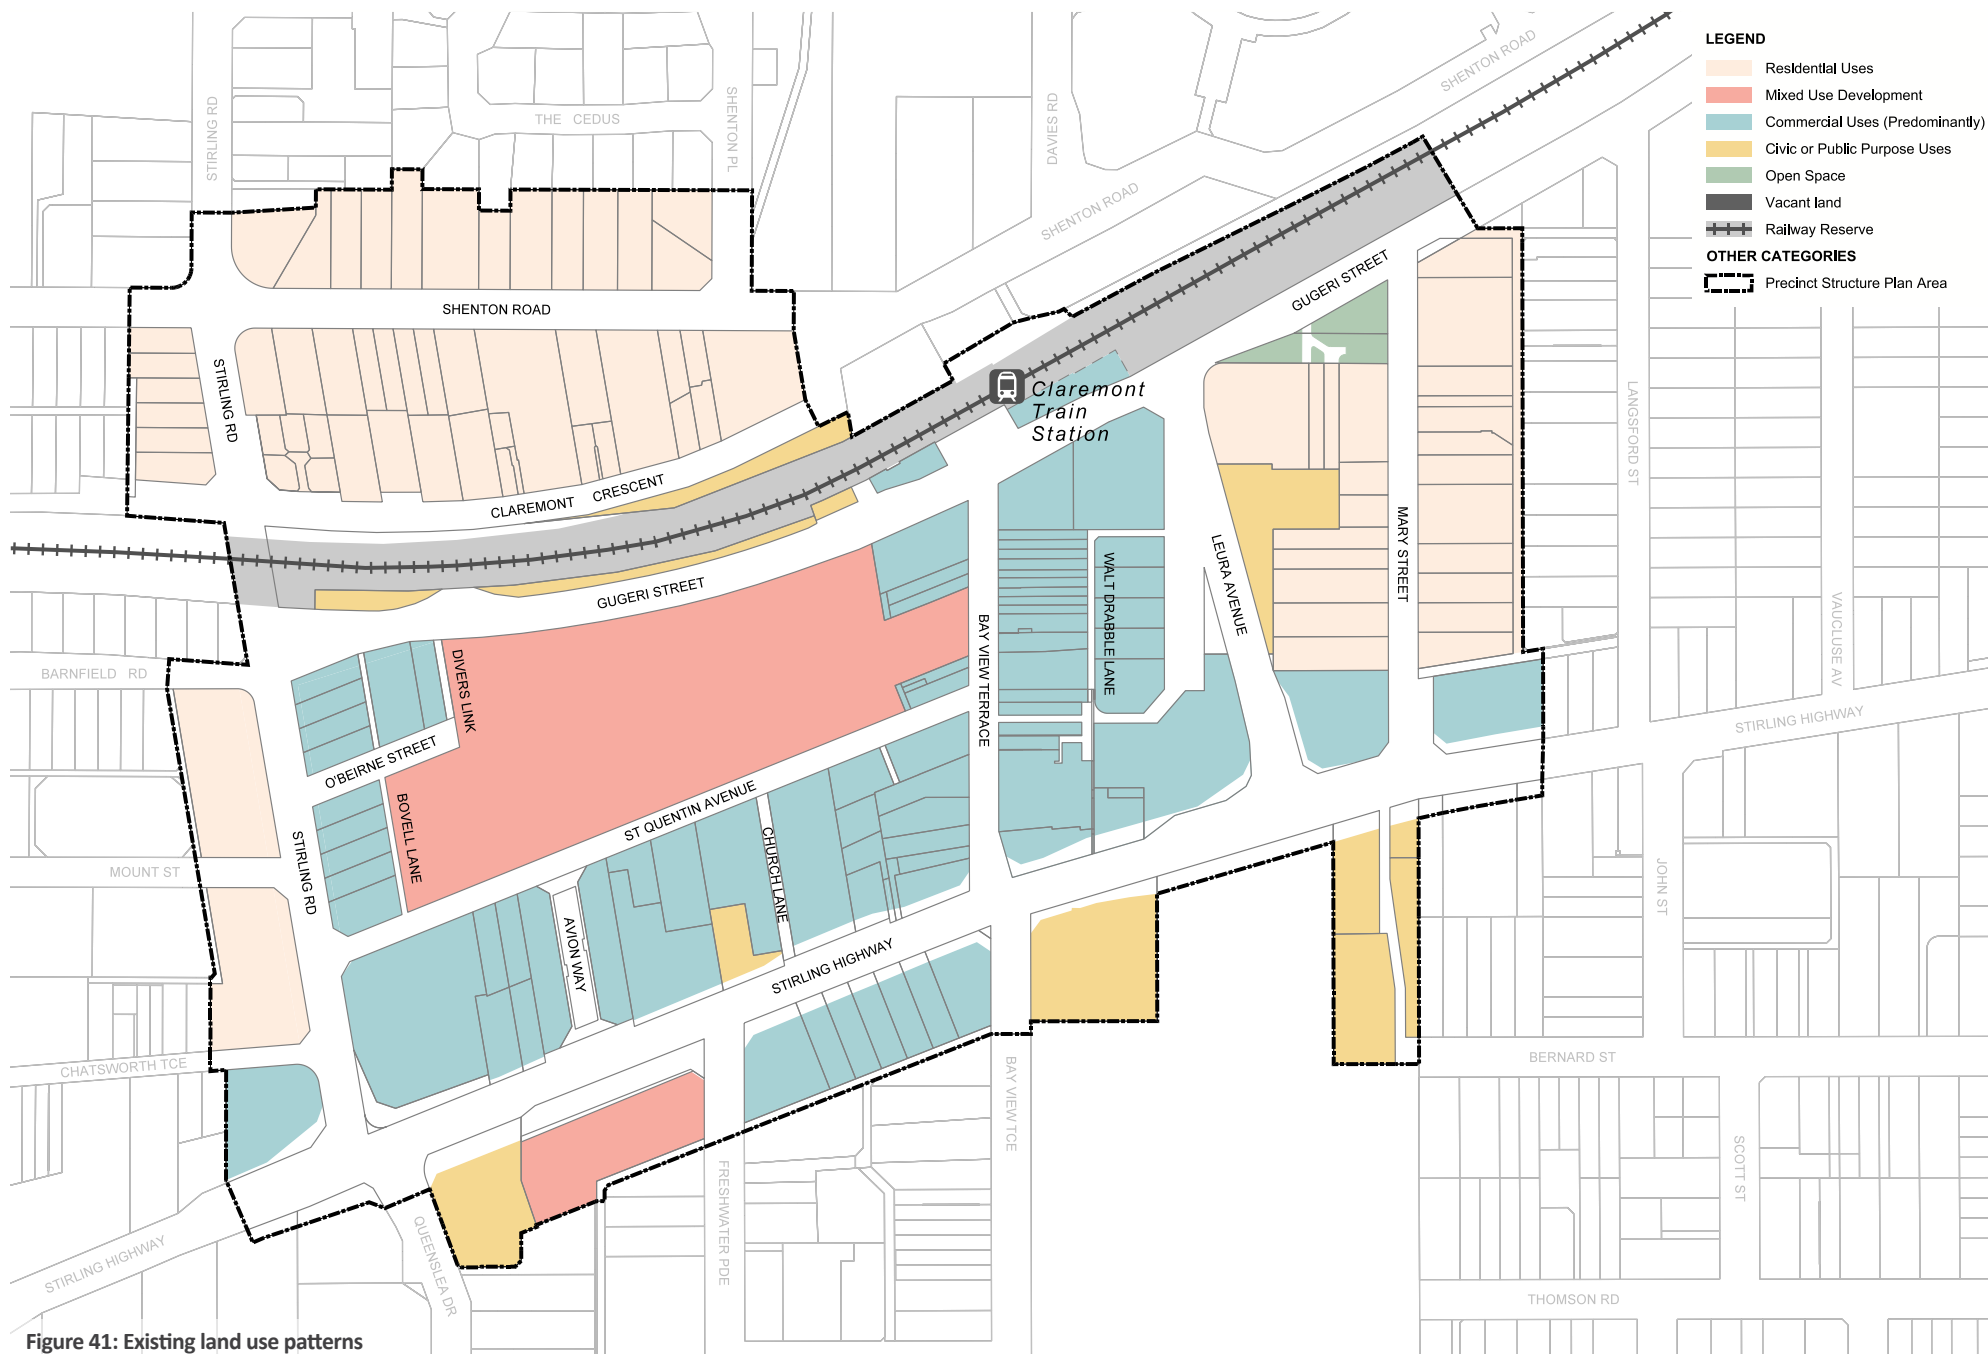 LEGEND
Residential Uses
Mixed Use Development
Commercial Uses (Predominantly)
Civic or Public Purpose Uses
Open Space
Vacant land
Railway Reserve
OTHER CATEGORIES
Precinct Structure Plan Area
STIRLING RD
THE CEDUS
SHENTON PL
DAVIES RD
SHENTON ROAD
SHENTON ROAD
SHENTON ROAD
GUGERI STREET
STIRLING RD
Claremont
Train
Station
LANGSFORD ST
CLAREMONT CRESCENT
MARY STREET
LEURA AVENUE
WALT DRABBLE LANE
GUGERI STREET
BAY VIEW TERRACE
VAUCLUSE AV
BARNFIELD RD
DIVERS LINK
O'BEIRNE STREET
STIRLING HIGHWAY
BOVELL LANE
ST QUENTIN AVENUE
CHURCH LANE
MOUNT ST
STIRLING RD
JOHN ST
AVION WAY
STIRLING HIGHWAY
CHATSWORTH TCE
BAY VIEW TCE
BERNARD ST
SCOTT ST
FRESHWATER PDE
QUEENSLEA DR
STIRLING HIGHWAY
THOMSON RD
Figure 41: Existing land use patterns